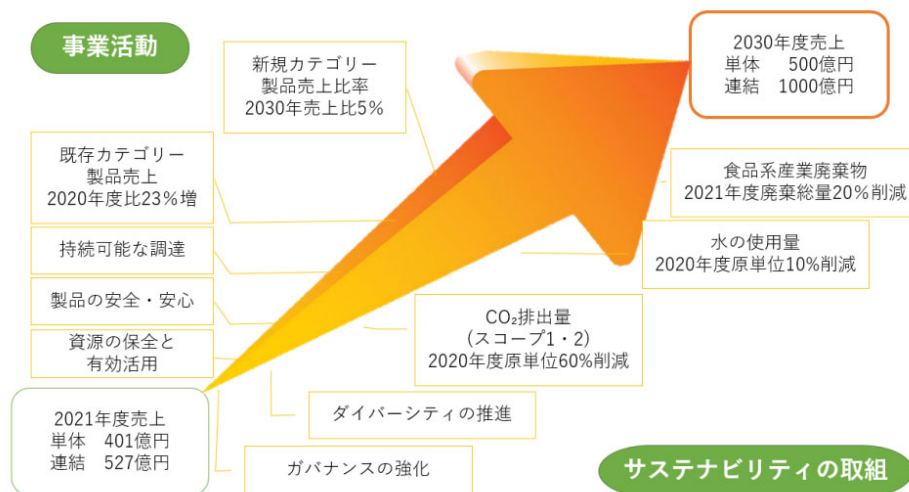 事業活動
新規カテゴリー
製品売上比率
2030年売上比5％
2030年度売上
単体　500億円
連結　1000億円
既存カテゴリー
製品売上
2020年度比23％増
食品系産業廃棄物
2021年度廃棄総量20％削減
持続可能な調達
水の使用量
2020年度原単位10％削減
製品の安全・安心
CO₂排出量
(スコープ1・2)
2020年度原単位60％削減
資源の保全と
有効活用
ダイバーシティの推進
2021年度売上
単体　401億円
連結　527億円
ガバナンスの強化
サステナビリティの取組